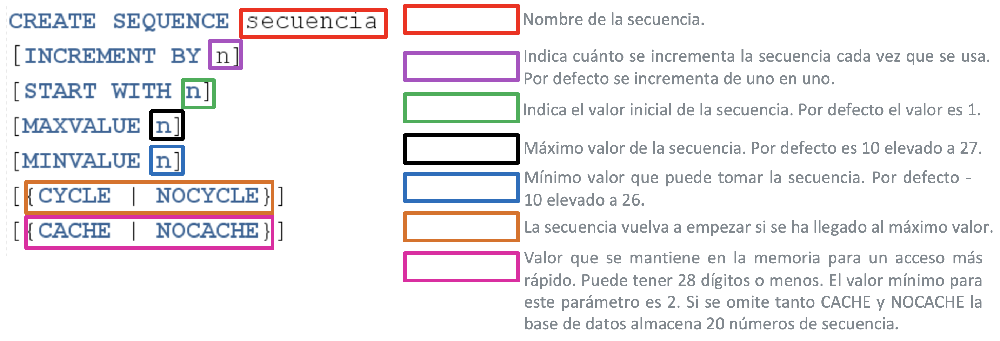 CREATE SEQUENCE secuencia
[INCREMENT BY n]
[START WITH n]
[MAXVALUE n]
[MINVALUE n]
[{CYCLE | NOCYCLE}]
[{CACHE | NOCACHE}]
Nombre de la secuencia.
Indica cuánto se incrementa la secuencia cada vez que se usa.
Por defecto se incrementa de uno en uno.
Indica el valor inicial de la secuencia. Por defecto el valor es 1.
Máximo valor de la secuencia. Por defecto es 10 elevado a 27.
Mínimo valor que puede tomar la secuencia. Por defecto -
10 elevado a 26.
La secuencia vuelva a empezar si se ha llegado al máximo valor.
Valor que se mantiene en la memoria para un acceso más
rápido. Puede tener 28 dígitos o menos. El valor mínimo para
este parámetro es 2. Si se omite tanto CACHE y NOCACHE la
base de datos almacena 20 números de secuencia.